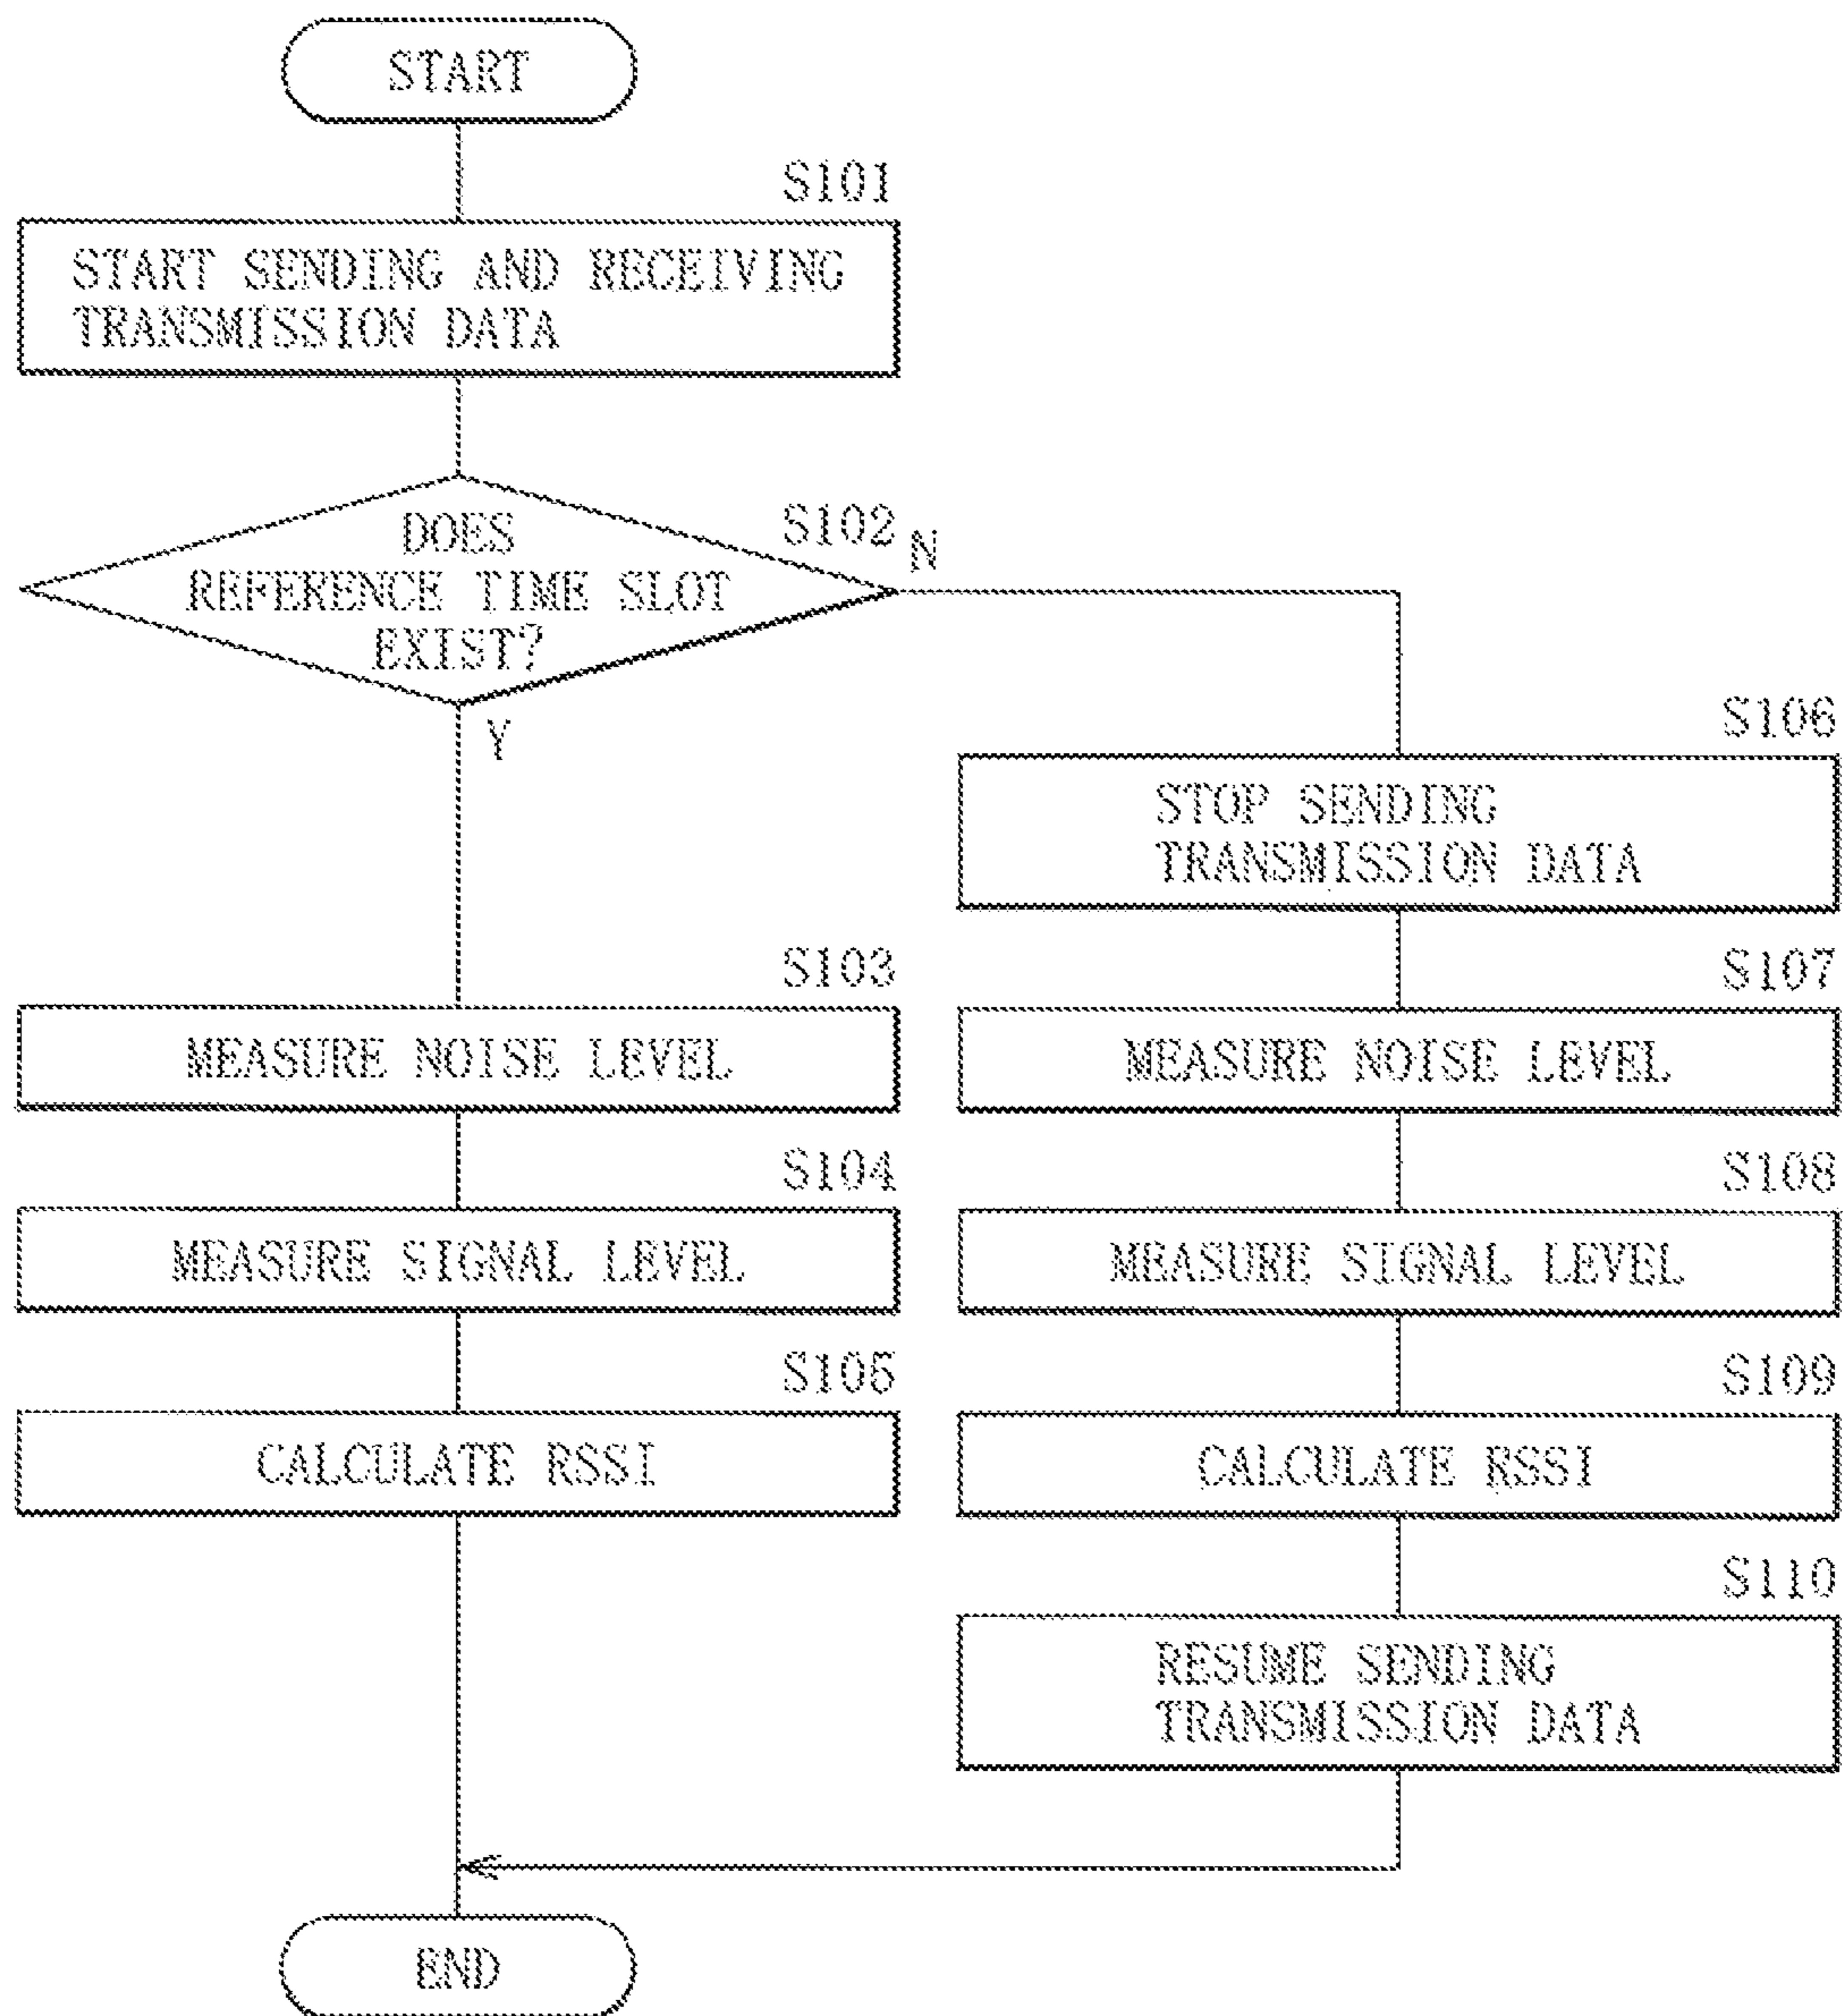 START
S101
START SENDING AND RECEIVING
TRANSMISSION DATA
S102
DOES
REFERENCE TIME SLOT
EXIST?
N
Y
S103
MEASURE NOISE LEVEL
S104
MEASURE SIGNAL LEVEL
S105
CALCULATE RSSI
S106
STOP SENDING
TRANSMISSION DATA
S107
MEASURE NOISE LEVEL
S108
MEASURE SIGNAL LEVEL
S109
CALCULATE RSSI
S110
RESUME SENDING
TRANSMISSION DATA
END